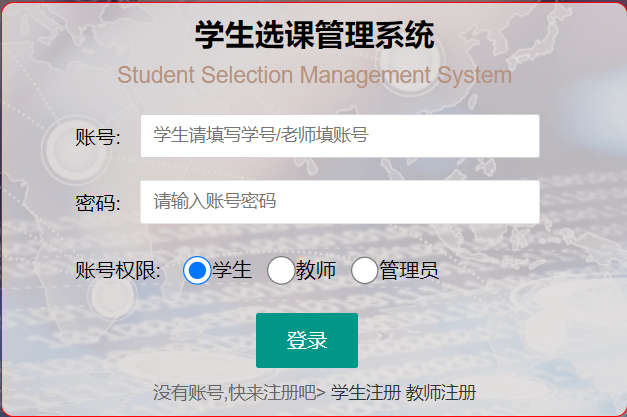 学生选课管理系统
Student Selection Management System
账号: 学生请填写学号/老师填账号
密码: 请输入账号密码
账号权限: 学生 教师 管理员
登录
没有账号,快来注册吧> 学生注册 教师注册